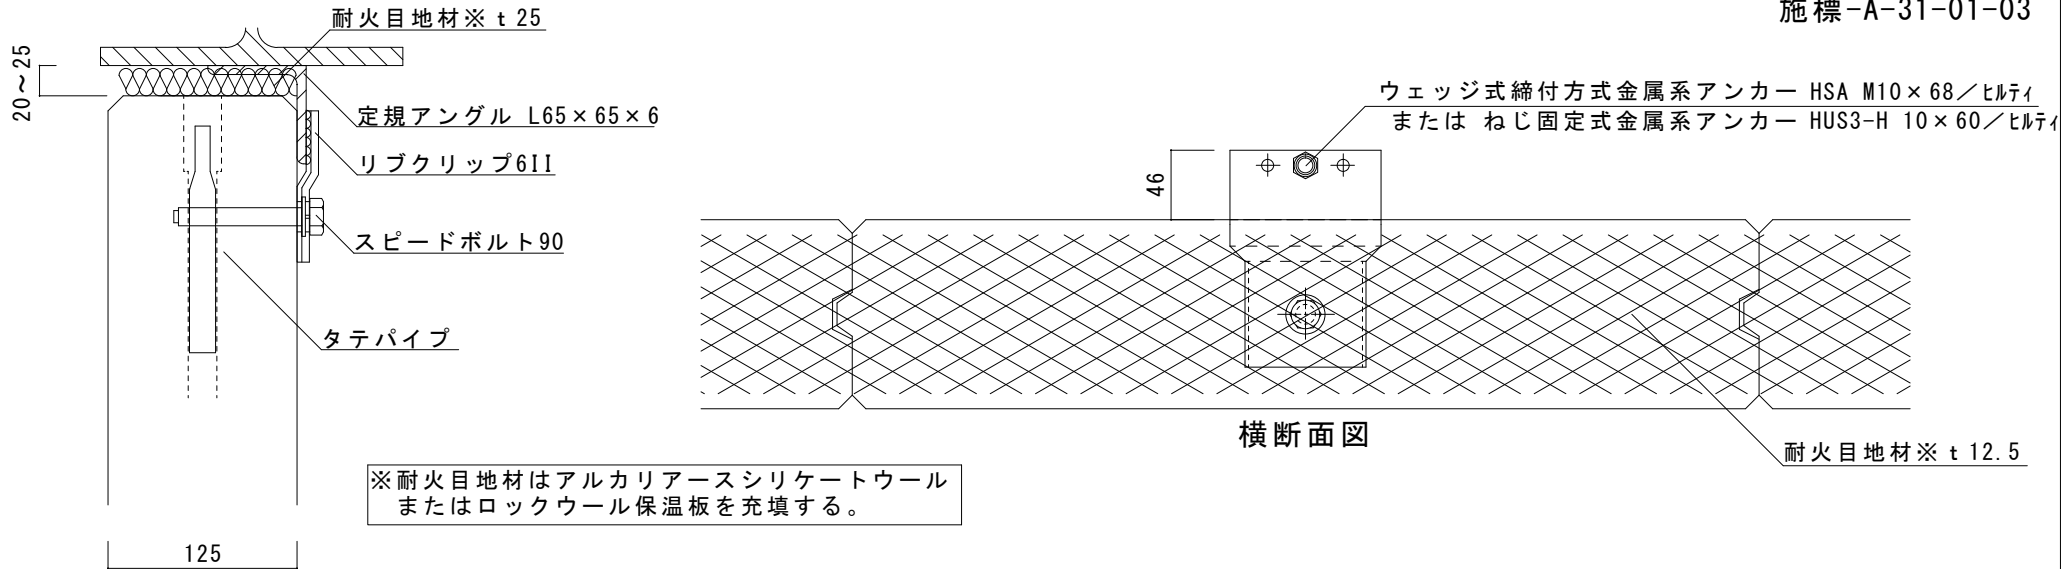 施標-A-31-01-03
耐火目地材※ t 25
20～25
定規アングル L65×65×6
リブクリップ6II
スピードボルト90
タテパイプ
125
※耐火目地材はアルカリアースシリケートウール
またはロックウール保温板を充填する。
ウェッジ式締付方式金属系アンカー HSA M10×68／ﾋﾙﾃｨ
または ねじ固定式金属系アンカー HUS3-H 10×60／ﾋﾙﾃｨ
46
横断面図
耐火目地材※ t 12.5